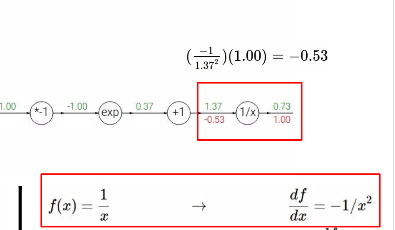 (-1/1.37²)(1.00) = −0.53
1.00 *-1 -1.00 exp 0.37 +1 1.37 1/x 0.73
-0.53 1.00
f(x) = 1/x → df/dx = −1/x²